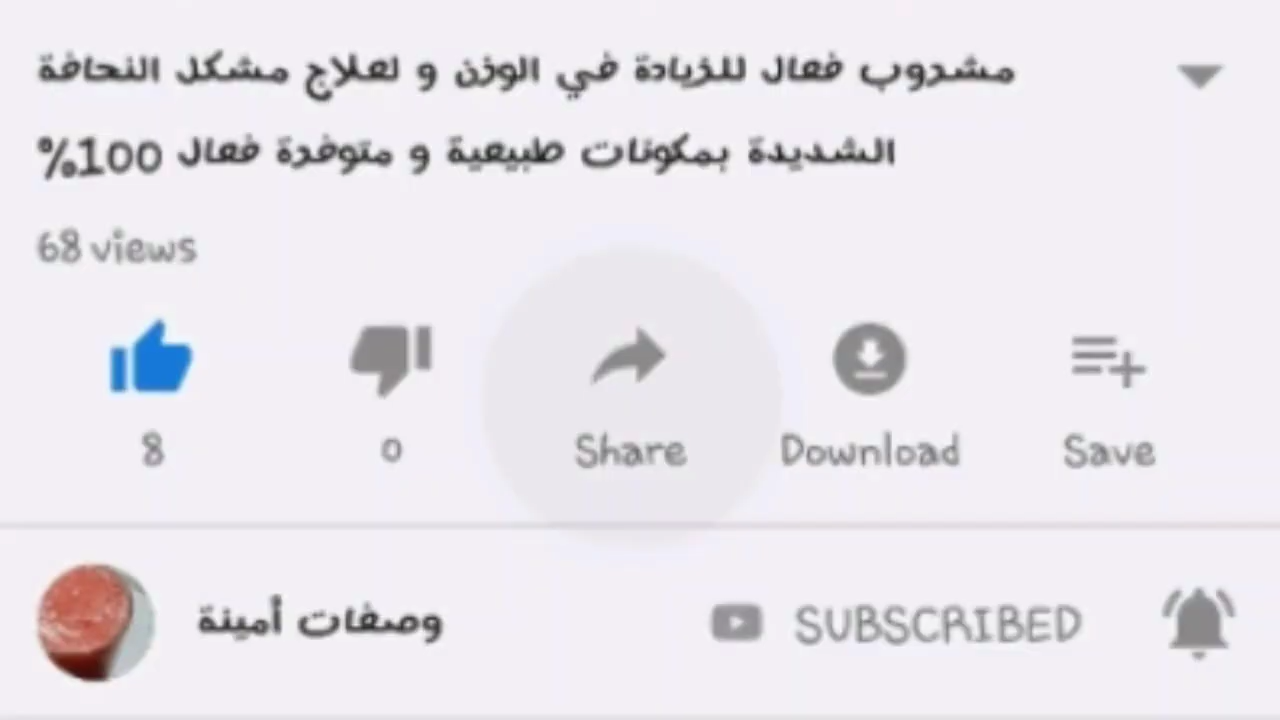 مشروب فعال للزيادة في الوزن و لعلاج مشكل النحافة
الشديدة بمكونات طبيعية و متوفرة فعال 100%
68 views
8
0
Share
Download
Save
وصفات أمينة
SUBSCRIBED